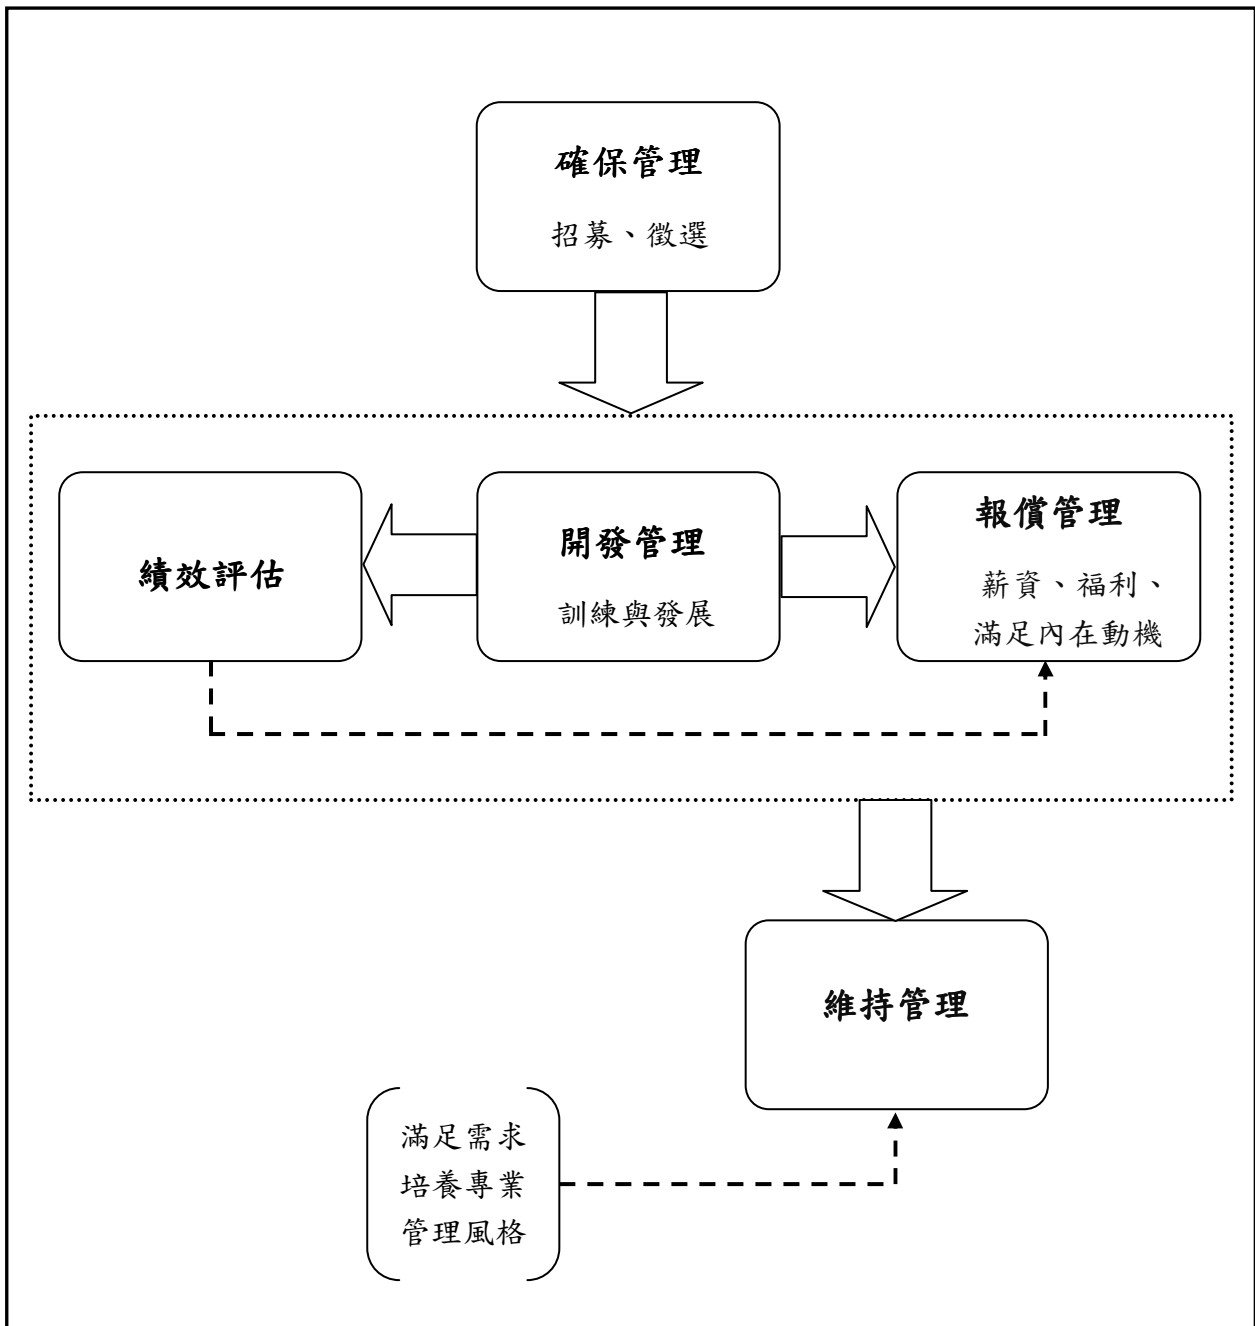 確保管理
招募、徵選
績效評估
開發管理
訓練與發展
報償管理
薪資、福利、
滿足內在動機
維持管理
滿足需求
培養專業
管理風格